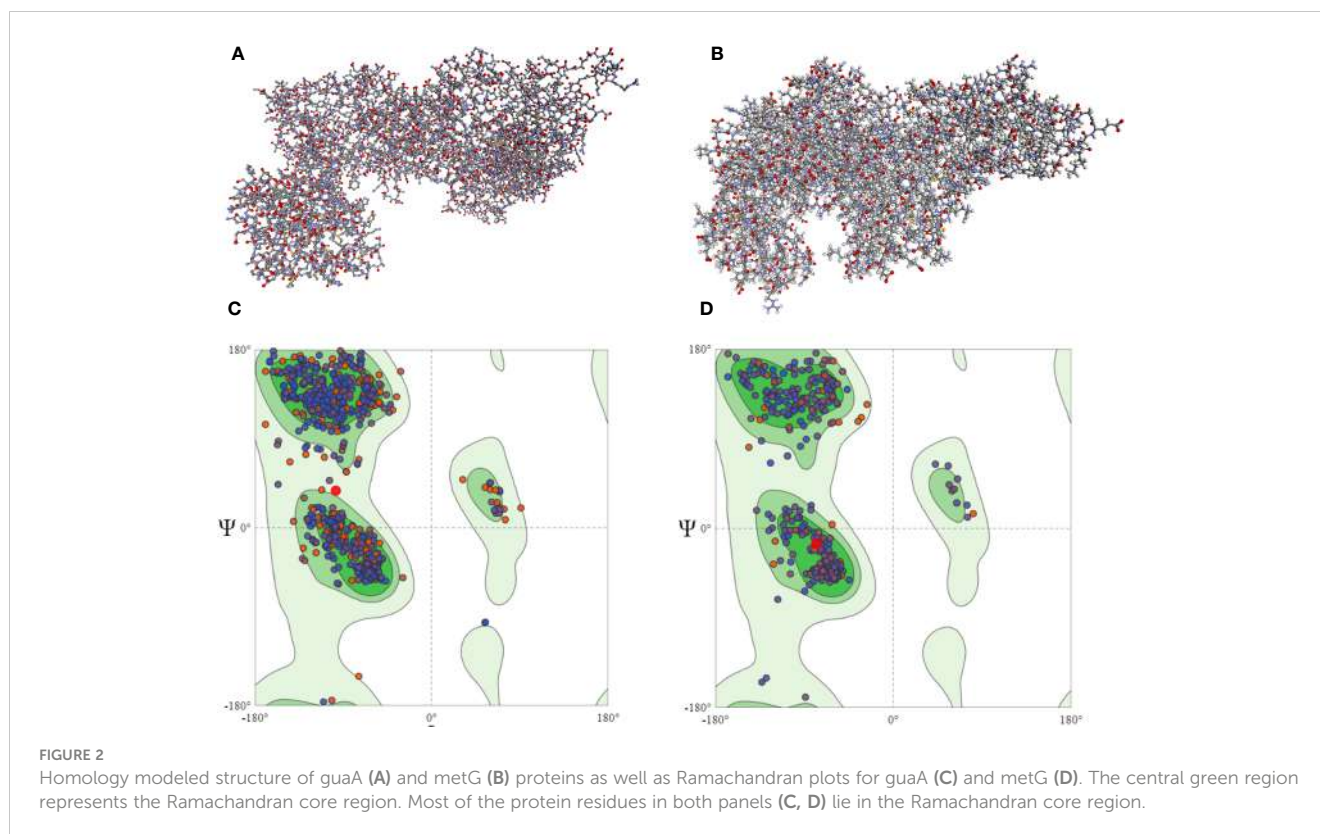 A
B
C
D
180°
180°
Ψ
0°
Ψ
0°
-180°
-180°
-180°
0°
180°
-180°
0°
180°
FIGURE 2
Homology modeled structure of guaA (A) and metG (B) proteins as well as Ramachandran plots for guaA (C) and metG (D). The central green region
represents the Ramachandran core region. Most of the protein residues in both panels (C, D) lie in the Ramachandran core region.